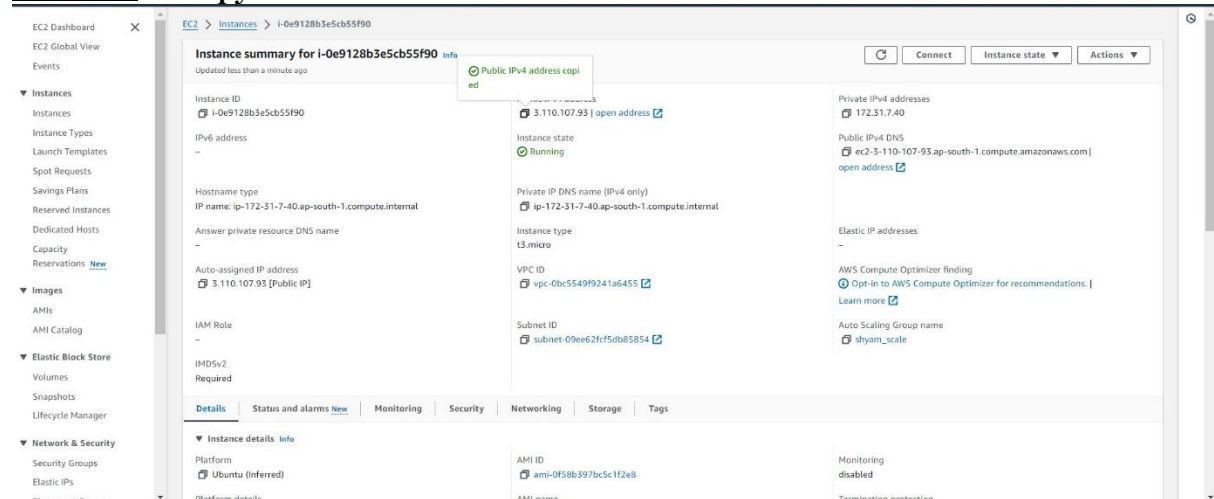 EC2 Dashboard
EC2 Global View
Events
Instances
Instances
Instance Types
Launch Templates
Spot Requests
Savings Plans
Reserved Instances
Dedicated Hosts
Capacity
Reservations New
Images
AMIs
AMI Catalog
Elastic Block Store
Volumes
Snapshots
Lifecycle Manager
Network & Security
Security Groups
Elastic IPs
EC2 > Instances > i-0e9128b3e5cb55f90
Instance summary for i-0e9128b3e5cb55f90 Info
Updated less than a minute ago
Connect
Instance state
Actions
Public IPv4 address copi
ed
Instance ID
i-0e9128b3e5cb55f90
3.110.107.93 | open address
Private IPv4 addresses
172.31.7.40
IPv6 address
–
Instance state
Running
Public IPv4 DNS
ec2-3-110-107-93.ap-south-1.compute.amazonaws.com |
open address
Hostname type
IP name: ip-172-31-7-40.ap-south-1.compute.internal
Private IP DNS name (IPv4 only)
ip-172-31-7-40.ap-south-1.compute.internal
Answer private resource DNS name
–
Instance type
t3.micro
Elastic IP addresses
–
Auto-assigned IP address
3.110.107.93 [Public IP]
VPC ID
vpc-0bc5549f9241a6455
AWS Compute Optimizer finding
Opt-in to AWS Compute Optimizer for recommendations. |
Learn more
IAM Role
–
Subnet ID
subnet-09ee62fcf5db85854
Auto Scaling Group name
shyam_scale
IMDSv2
Required
Details
Status and alarms New
Monitoring
Security
Networking
Storage
Tags
Instance details Info
Platform
Ubuntu (Inferred)
AMI ID
ami-0f58b397bc5c1f2e8
Monitoring
disabled
Platform details
AMI name
Termination protection